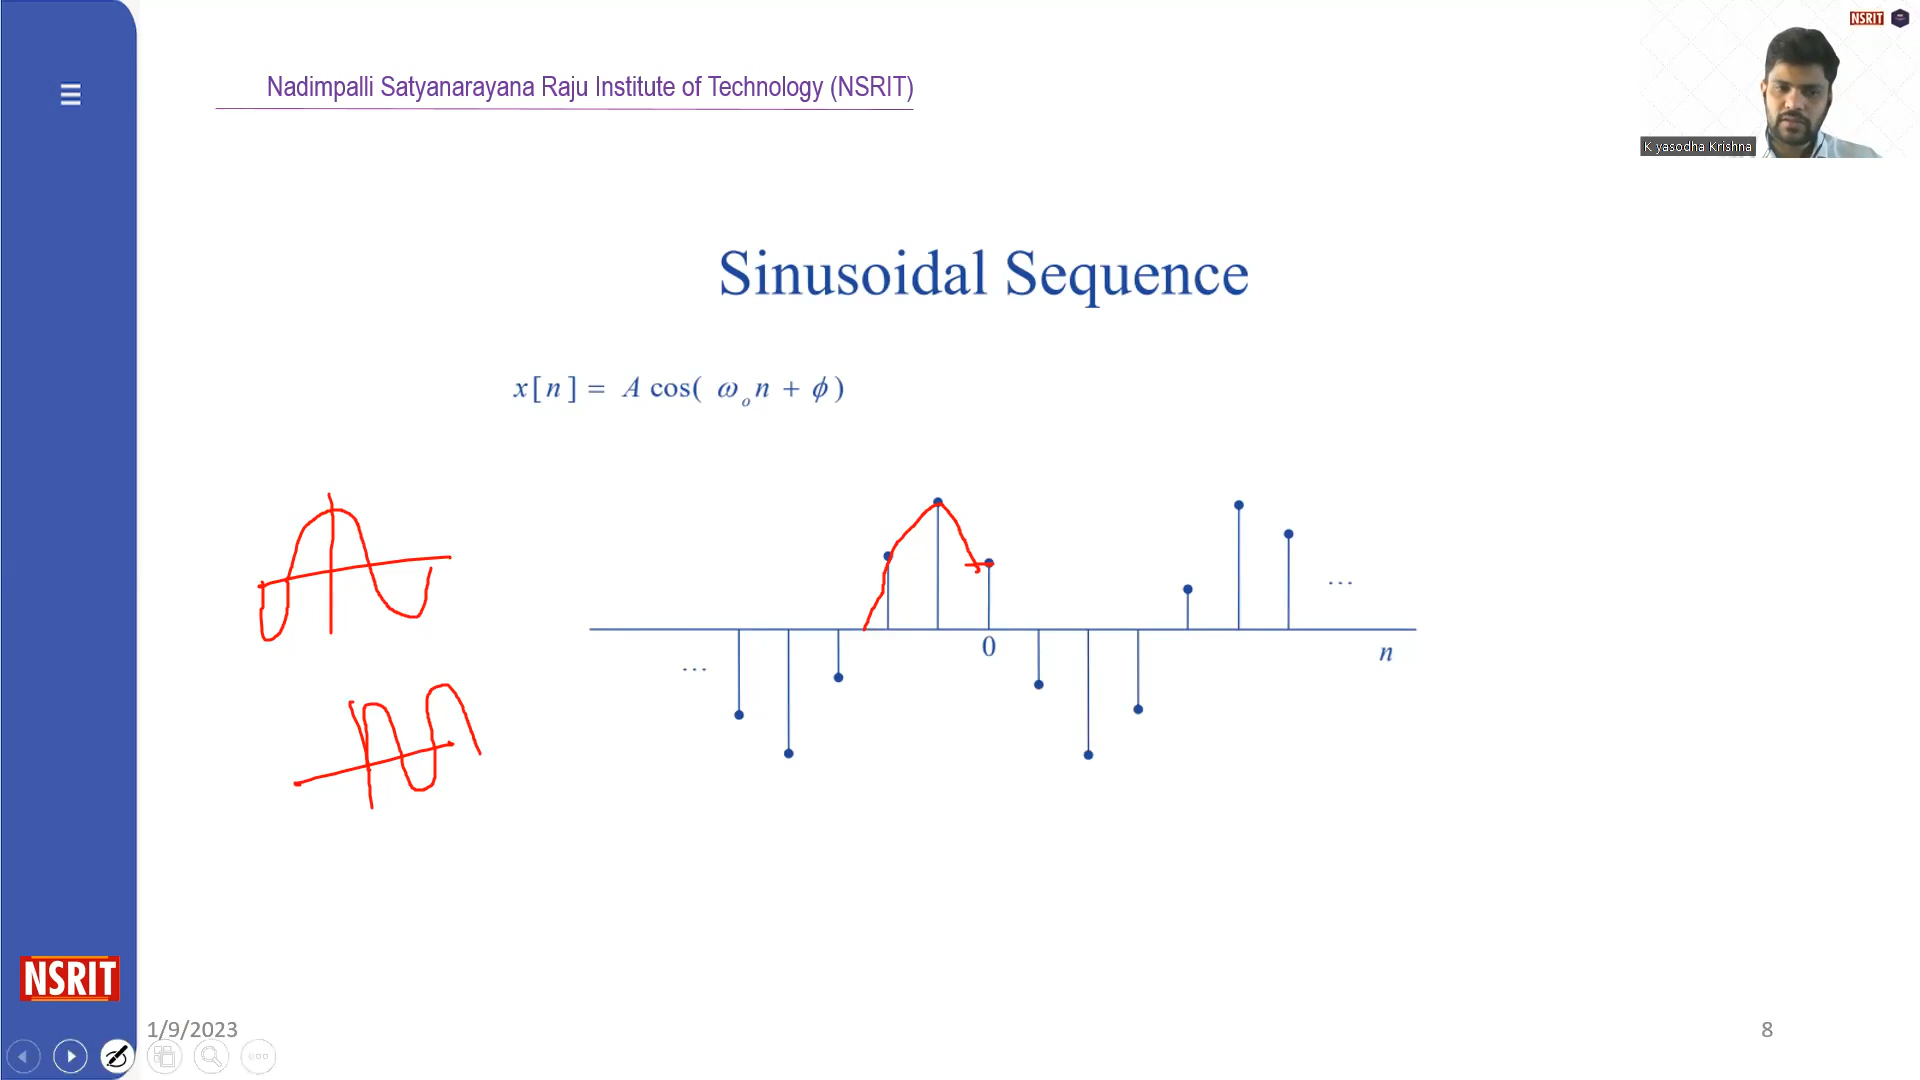 NSRIT
Nadimpalli Satyanarayana Raju Institute of Technology (NSRIT)
K yasodha Krishna
Sinusoidal Sequence
x[n] = A cos( ω₀n + ϕ)
...
...
0
n
NSRIT
1/9/2023
8